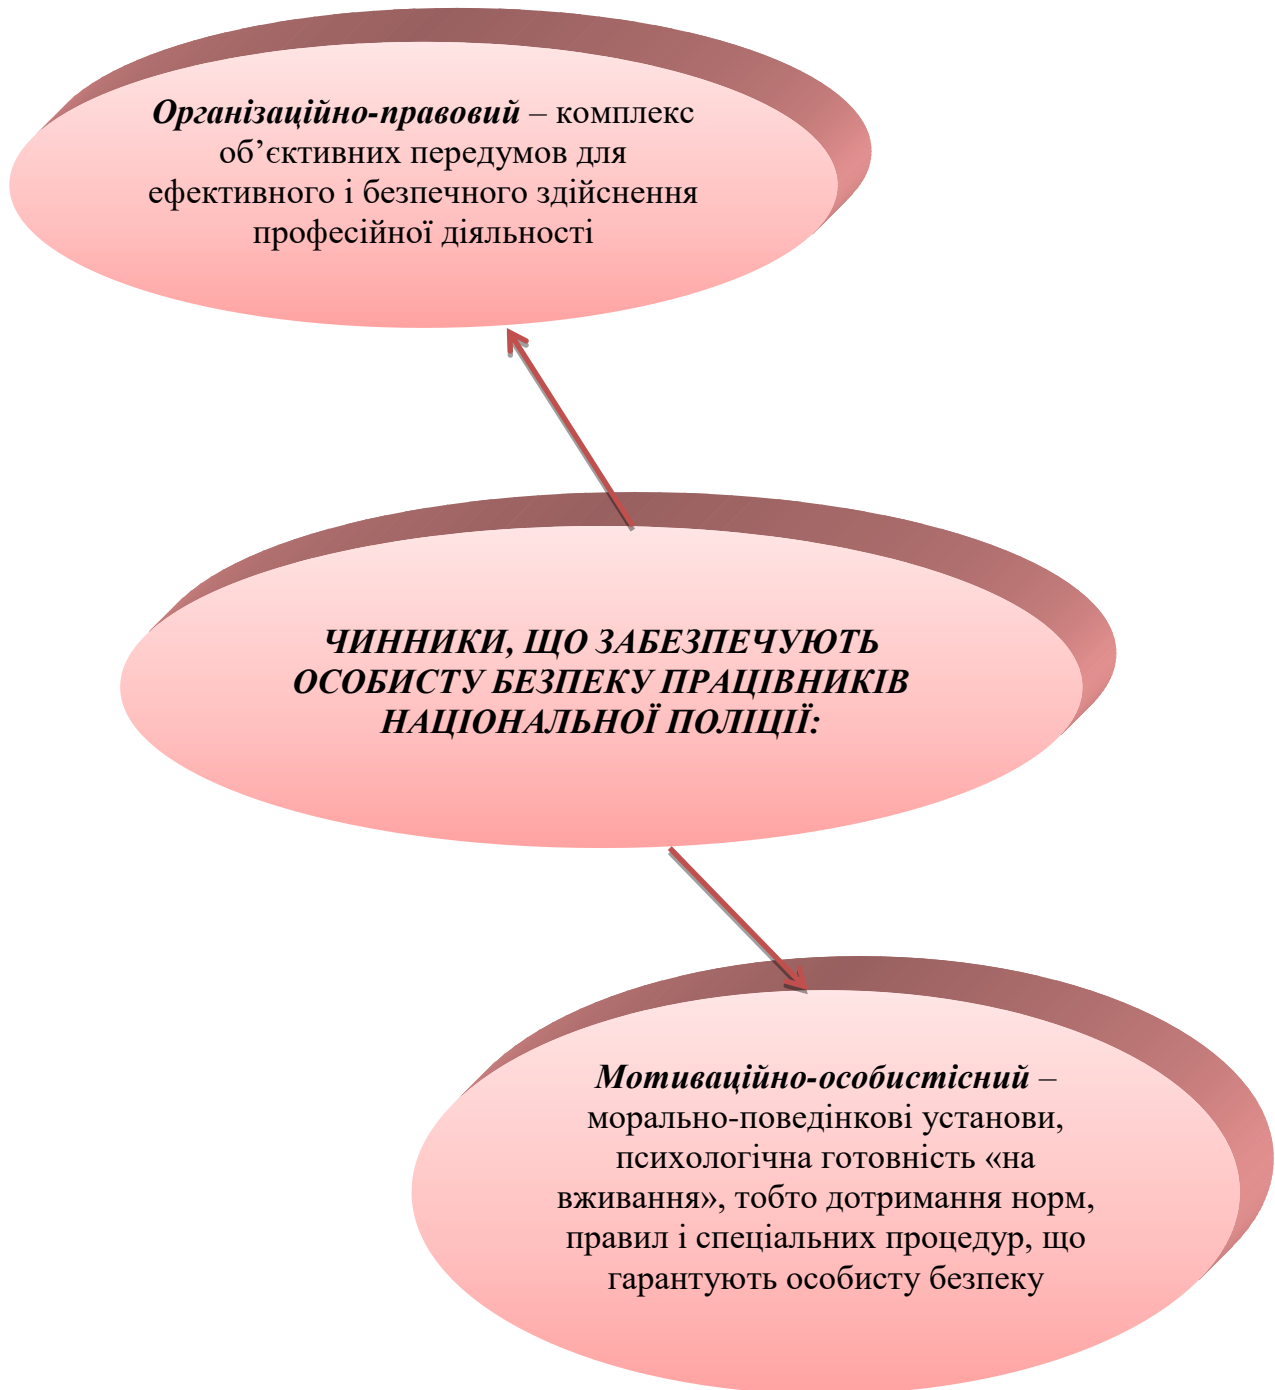 Організаційно-правовий – комплекс
об’єктивних передумов для
ефективного і безпечного здійснення
професійної діяльності
ЧИННИКИ, ЩО ЗАБЕЗПЕЧУЮТЬ
ОСОБИСТУ БЕЗПЕКУ ПРАЦІВНИКІВ
НАЦІОНАЛЬНОЇ ПОЛІЦІЇ:
Мотиваційно-особистісний –
морально-поведінкові установи,
психологічна готовність «на
вживання», тобто дотримання норм,
правил і спеціальних процедур, що
гарантують особисту безпеку